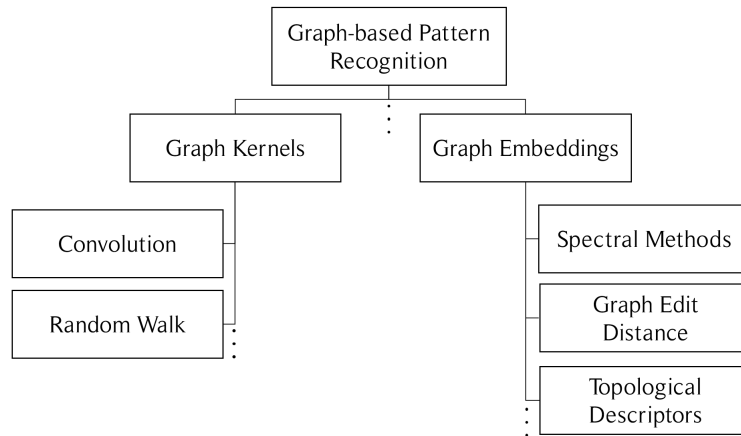 Graph-based Pattern
Recognition
Graph Kernels
Graph Embeddings
Convolution
Random Walk
Spectral Methods
Graph Edit
Distance
Topological
Descriptors